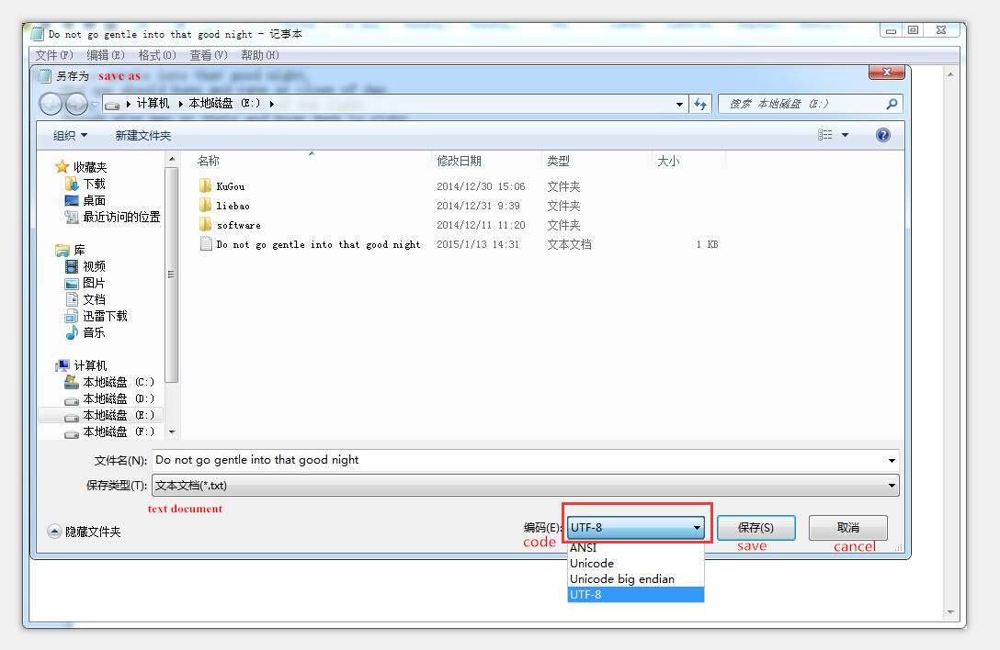 Do not go gentle into that good night - 记事本
文件(F) 编辑(E) 格式(O) 查看(V) 帮助(H)
另存为 save as
计算机 本地磁盘 (E:)
搜索 本地磁盘 (E:)
组织 新建文件夹
名称 修改日期 类型 大小
KuGou 2014/12/30 15:06 文件夹
liebao 2014/12/31 9:39 文件夹
software 2014/12/11 11:20 文件夹
Do not go gentle into that good night 2015/1/13 14:31 文本文档 1 KB
收藏夹
下载
桌面
最近访问的位置
库
视频
图片
文档
迅雷下载
音乐
计算机
本地磁盘 (C:)
本地磁盘 (D:)
本地磁盘 (E:)
本地磁盘 (F:)
文件名(N): Do not go gentle into that good night
保存类型(T): 文本文档(*.txt)
text document
隐藏文件夹 编码(E): UTF-8 保存(S) 取消
code save cancel
ANSI
Unicode
Unicode big endian
UTF-8